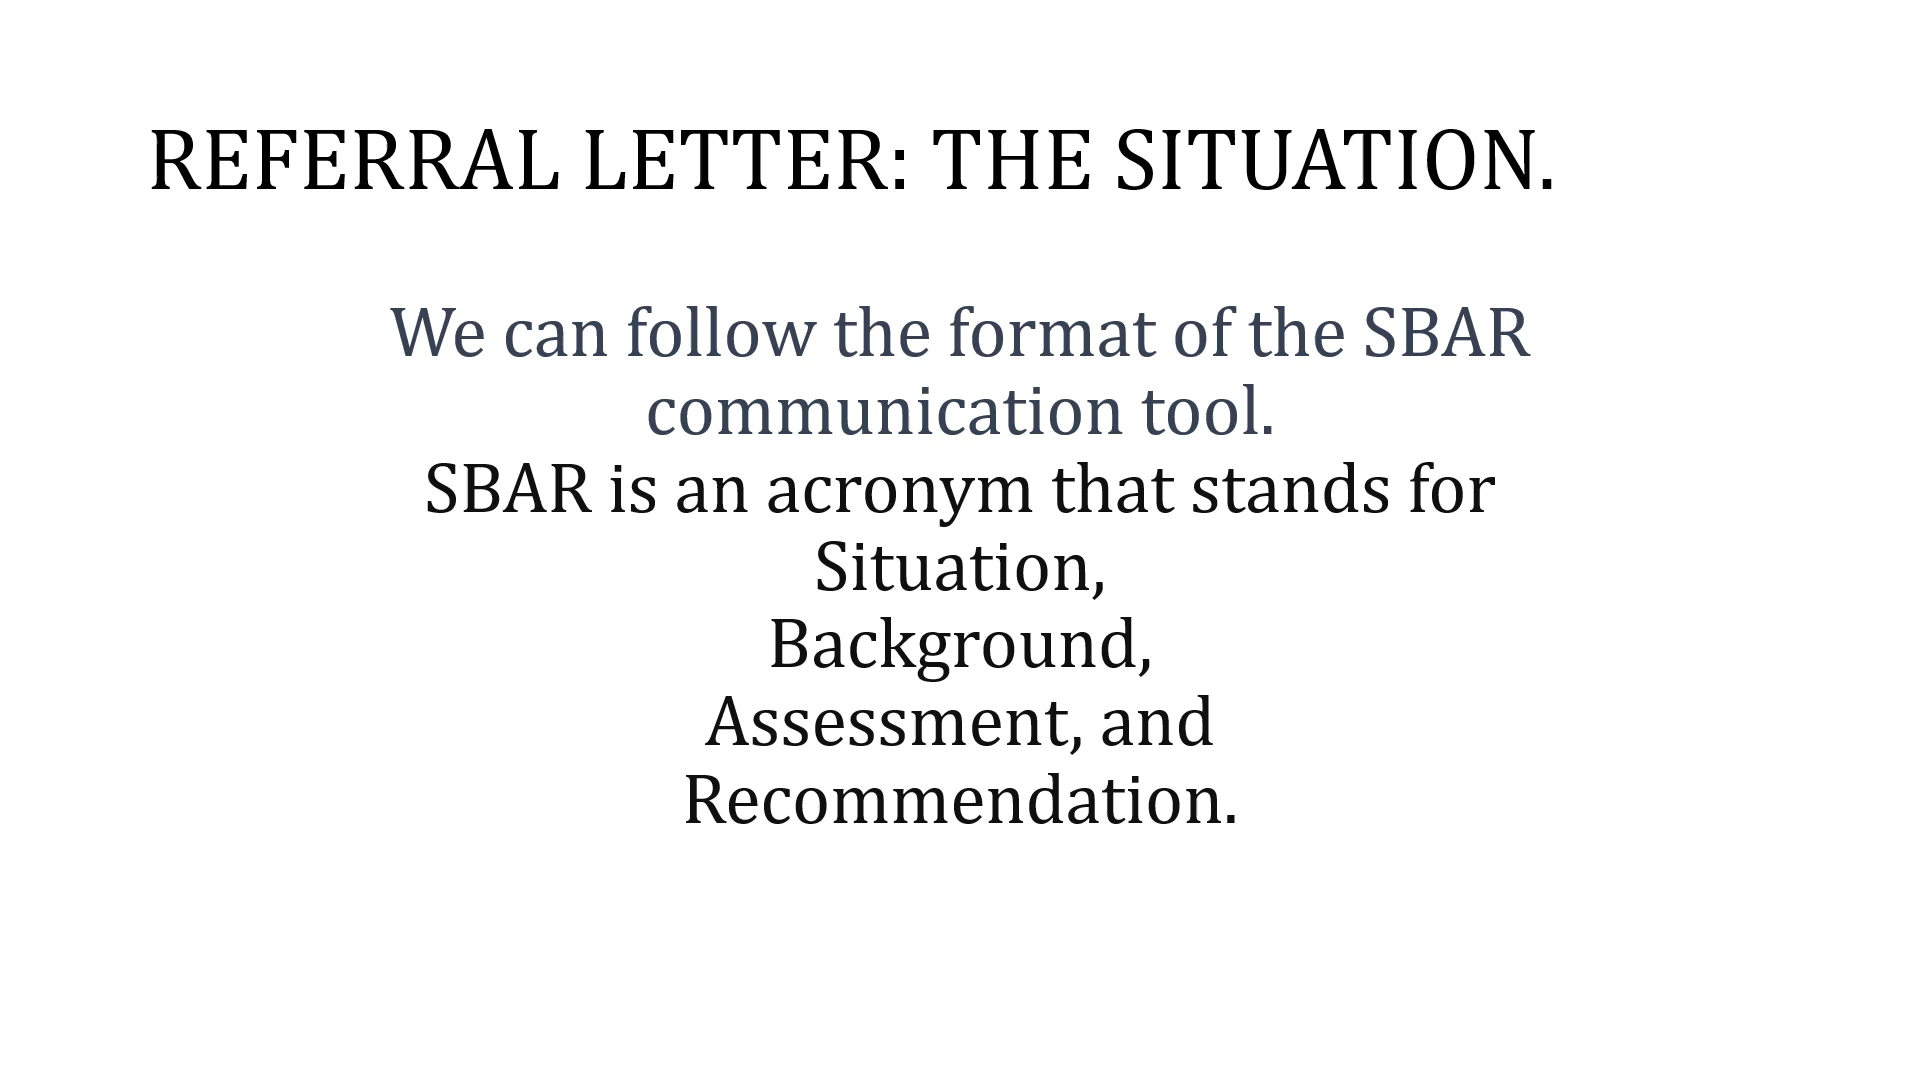 REFERRAL LETTER: THE SITUATION.
We can follow the format of the SBAR
communication tool.
SBAR is an acronym that stands for
Situation,
Background,
Assessment, and
Recommendation.